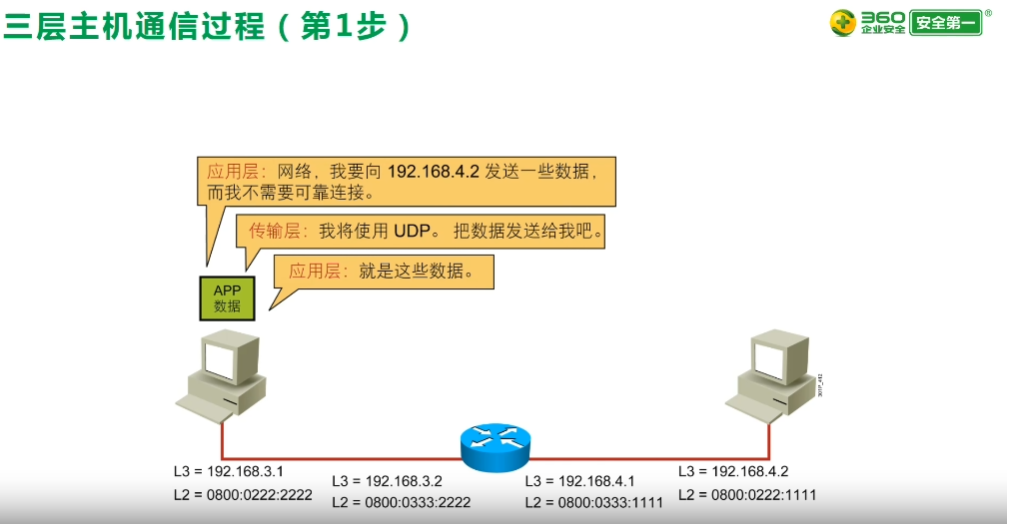 三层主机通信过程（第1步）
360
企业安全
安全第一
®
应用层：网络，我要向 192.168.4.2 发送一些数据，
而我不需要可靠连接。
传输层：我将使用 UDP。 把数据发送给我吧。
应用层：就是这些数据。
APP
数据
L3 = 192.168.3.1
L2 = 0800:0222:2222
L3 = 192.168.3.2
L2 = 0800:0333:2222
L3 = 192.168.4.1
L2 = 0800:0333:1111
L3 = 192.168.4.2
L2 = 0800:0222:1111